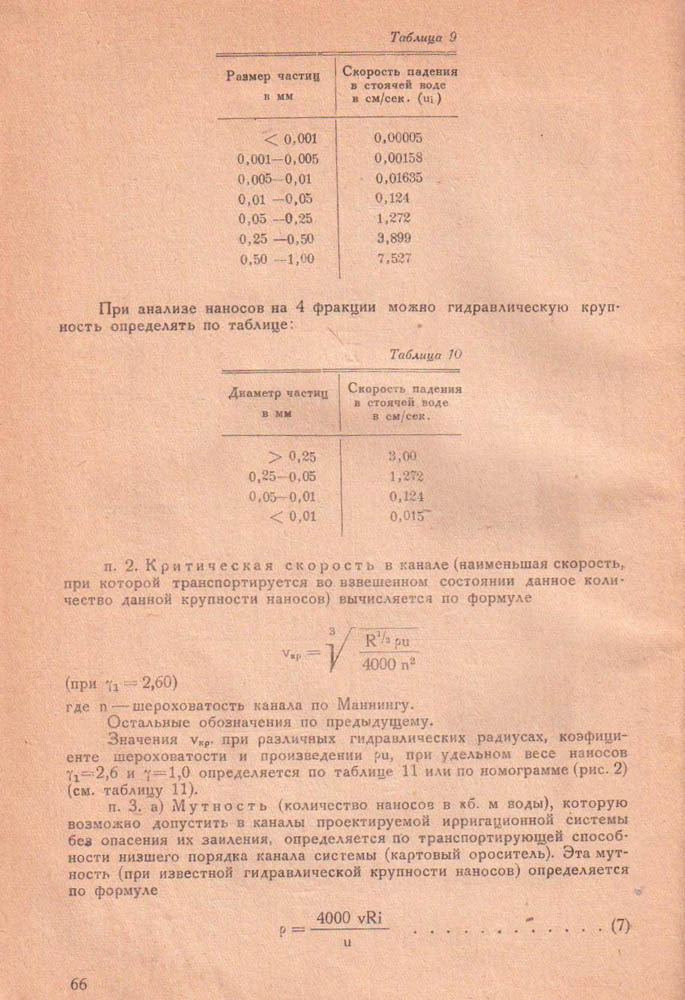 Таблица 9
Размер частиц
в мм
Скорость падения
в стоячей воде
в см/сек. (u₁)
< 0,001 0,00005
0,001—0,005 0,00158
0,005—0,01 0,01635
0,01 —0,05 0,124
0,05 —0,25 1,272
0,25 —0,50 3,899
0,50 —1,00 7,527
При анализе наносов на 4 фракции можно гидравлическую круп-
ность определять по таблице:
Таблица 10
Диаметр частиц
в мм
Скорость падения
в стоячей воде
в см/сек.
> 0,25 3,00
0,25—0,05 1,272
0,05—0,01 0,124
< 0,01 0,015
п. 2. Критическая скорость в канале (наименьшая скорость,
при которой транспортируется во взвешенном состоянии данное коли-
чество данной крупности наносов) вычисляется по формуле
vкр = ∛(R^1/3 ρu / 4000 n²)
(при γ₁ = 2,60)
где n — шероховатость канала по Маннингу.
Остальные обозначения по предыдущему.
Значения vкр. при различных гидравлических радиусах, коэфици-
енте шероховатости и произведении ρu, при удельном весе наносов
γ₁=2,6 и γ=1,0 определяется по таблице 11 или по номограмме (рис. 2)
(см. таблицу 11).
п. 3. а) Мутность (количество наносов в кб. м воды), которую
возможно допустить в каналы проектируемой ирригационной системы
без опасения их заиления, определяется по транспортирующей способ-
ности низшего порядка канала системы (картовый ороситель). Эта мут-
ность (при известной гидравлической крупности наносов) определяется
по формуле
ρ = 4000 vRi / u . . . . . . . . . . . . . (7)
66